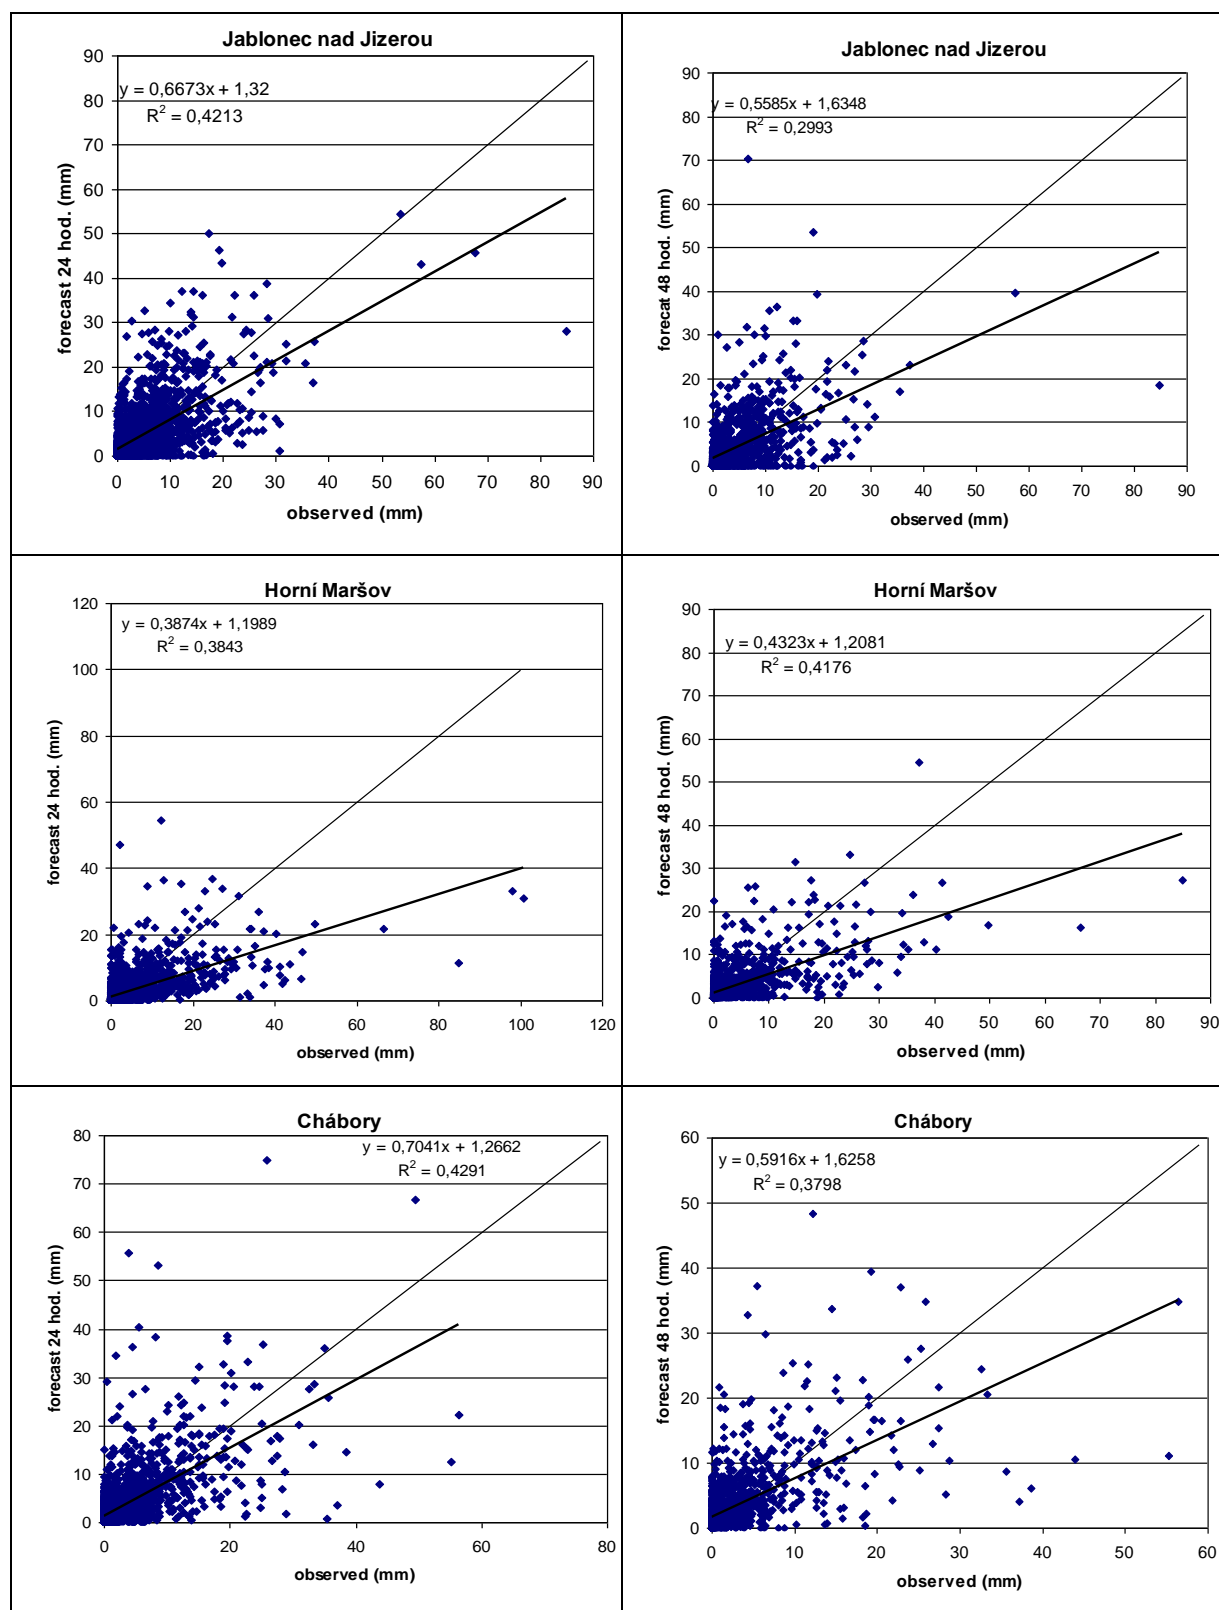 Jablonec nad Jizerou
y = 0,6673x + 1,32
R² = 0,4213
90
80
70
60
50
40
30
20
10
0
forecast 24 hod. (mm)
0 10 20 30 40 50 60 70 80 90
observed (mm)
Jablonec nad Jizerou
y = 0,5585x + 1,6348
R² = 0,2993
90
80
70
60
50
40
30
20
10
0
forecat 48 hod. (mm)
0 10 20 30 40 50 60 70 80 90
observed (mm)
Horní Maršov
y = 0,3874x + 1,1989
R² = 0,3843
120
100
80
60
40
20
0
forecast 24 hod. (mm)
0 20 40 60 80 100 120
observed (mm)
Horní Maršov
y = 0,4323x + 1,2081
R² = 0,4176
90
80
70
60
50
40
30
20
10
0
forecast 48 hod. (mm)
0 10 20 30 40 50 60 70 80 90
observed (mm)
Chábory
y = 0,7041x + 1,2662
R² = 0,4291
80
70
60
50
40
30
20
10
0
forecast 24 hod. (mm)
0 20 40 60 80
observed (mm)
Chábory
y = 0,5916x + 1,6258
R² = 0,3798
60
50
40
30
20
10
0
forecast 48 hod. (mm)
0 10 20 30 40 50 60
observed (mm)